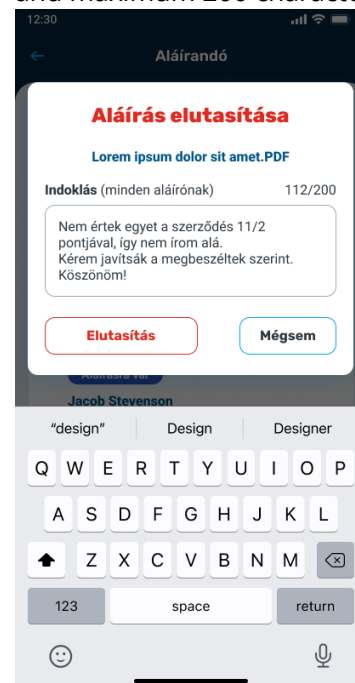 12:30
Aláírandó
Aláírás elutasítása
Lorem ipsum dolor sit amet.PDF
Indoklás (minden aláírónak) 112/200
Nem értek egyet a szerződés 11/2
pontjával, így nem írom alá.
Kérem javítsák a megbeszéltek szerint.
Köszönöm!
Elutasítás Mégsem
Aláírásra vár
Jacob Stevenson
"design" Design Designer
Q W E R T Y U I O P
A S D F G H J K L
Z X C V B N M
123 space return